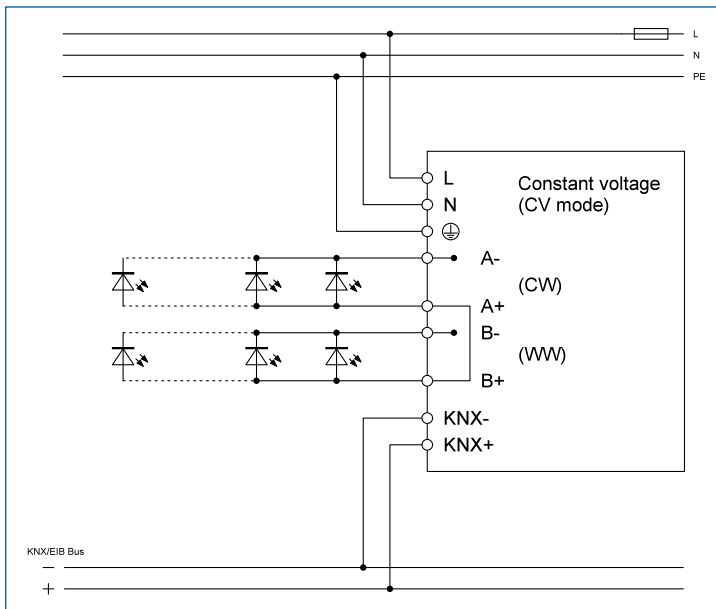 L
N
PE
L
Constant voltage
N
(CV mode)
A-
(CW)
A+
B-
(WW)
B+
KNX-
KNX+
KNX/EIB Bus
−
+